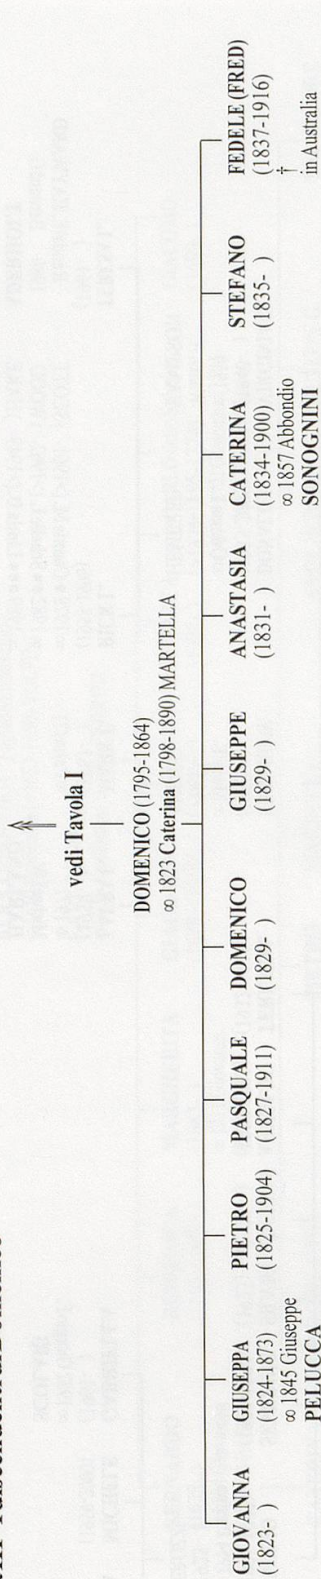 vedi Tavola I
DOMENICO (1795-1864)
∞ 1823 Caterina (1798-1890) MARTELLA
GIOVANNA
(1823- )
GIUSEPPA
(1824-1873)
∞ 1845 Giuseppe
PELUCCA
PIETRO
(1825-1904)
PASQUALE
(1827-1911)
DOMENICO
(1829- )
GIUSEPPE
(1829- )
ANASTASIA
(1831- )
CATERINA
(1834-1900)
∞ 1857 Abbondio
SONOGNINI
STEFANO
(1835- )
FEDELE (FRED)
(1837-1916)
†
in Australia